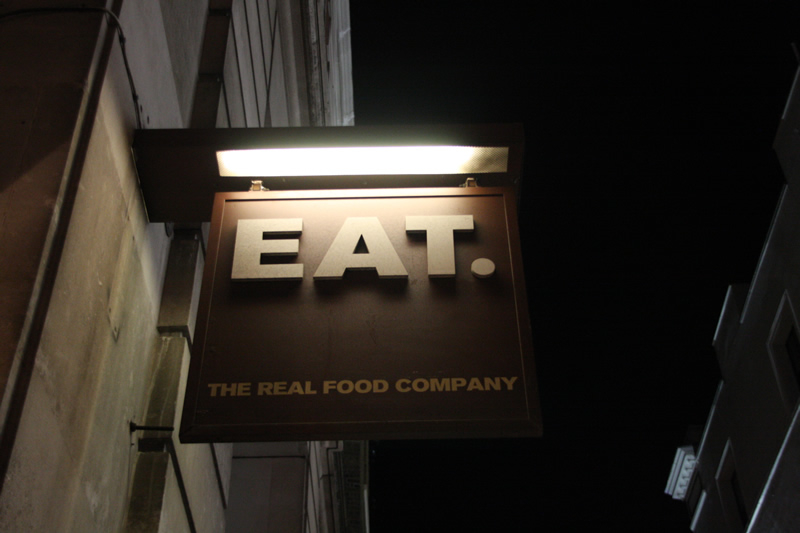 EAT.
THE REAL FOOD COMPANY